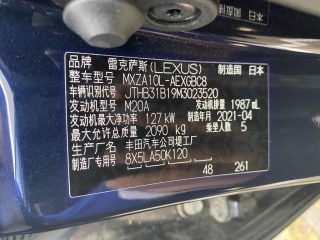 品牌 雷克萨斯(LEXUS) 制造国 日本
整车型号 MXZA10L-AEXGBC8
车辆识别代号 JTHB31B19M3023520
发动机型号 M20A 发动机排量 1987 mL
发动机最大净功率 127 kW 制造年月 2021-04
最大允许总质量 2090 kg 乘坐人数 5
生产厂名 丰田汽车公司堤工厂
制造厂专用号 8X5LA50K120
48 261